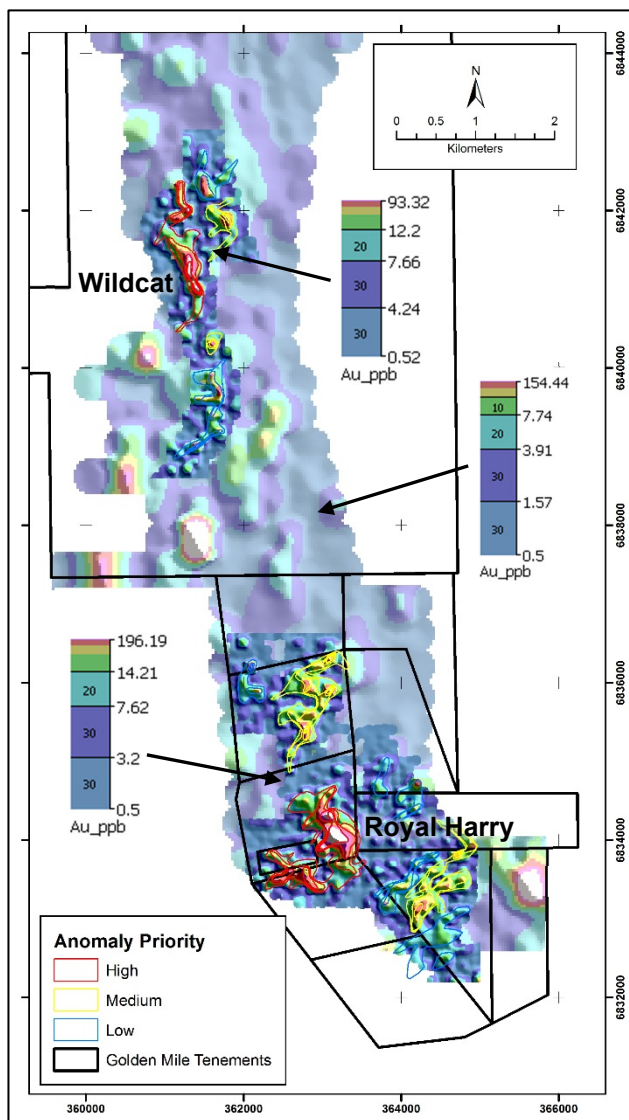 N
0 0.5 1 2
Kilometers
6844000
93.32
12.2
20
7.66
30
4.24
30
0.52
Au_ppb
6842000
Wildcat
6840000
154.44
10
7.74
20
3.91
30
1.57
30
0.5
Au_ppb
6838000
196.19
14.21
20
7.62
30
3.2
30
0.5
Au_ppb
6836000
Royal Harry
6834000
Anomaly Priority
High
Medium
Low
Golden Mile Tenements
6832000
360000 362000 364000 366000